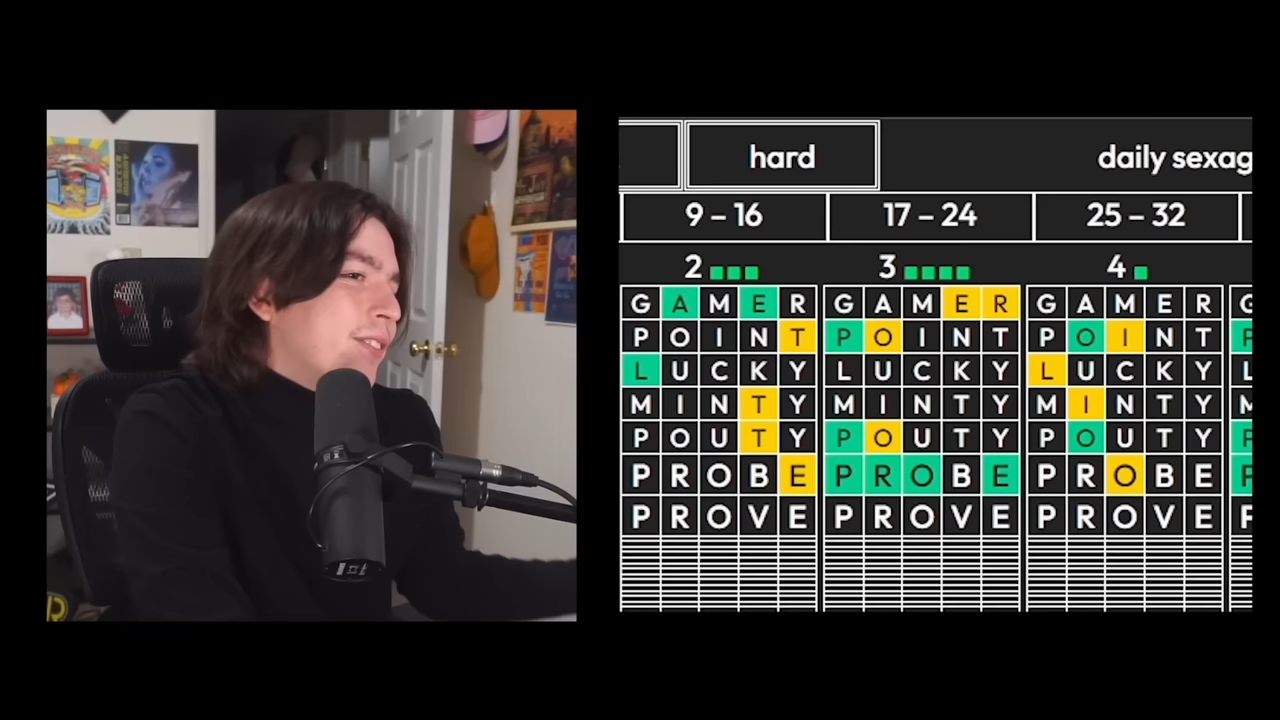 hard
daily sexag
9 – 16
17 – 24
25 – 32
2
3
4
GAMER GAMER GAMER G
POINT POINT POINT P
LUCKY LUCKY LUCKY L
MINTY MINTY MINTY M
POUTY POUTY POUTY P
PROBE PROBE PROBE P
PROVE PROVE PROVE P